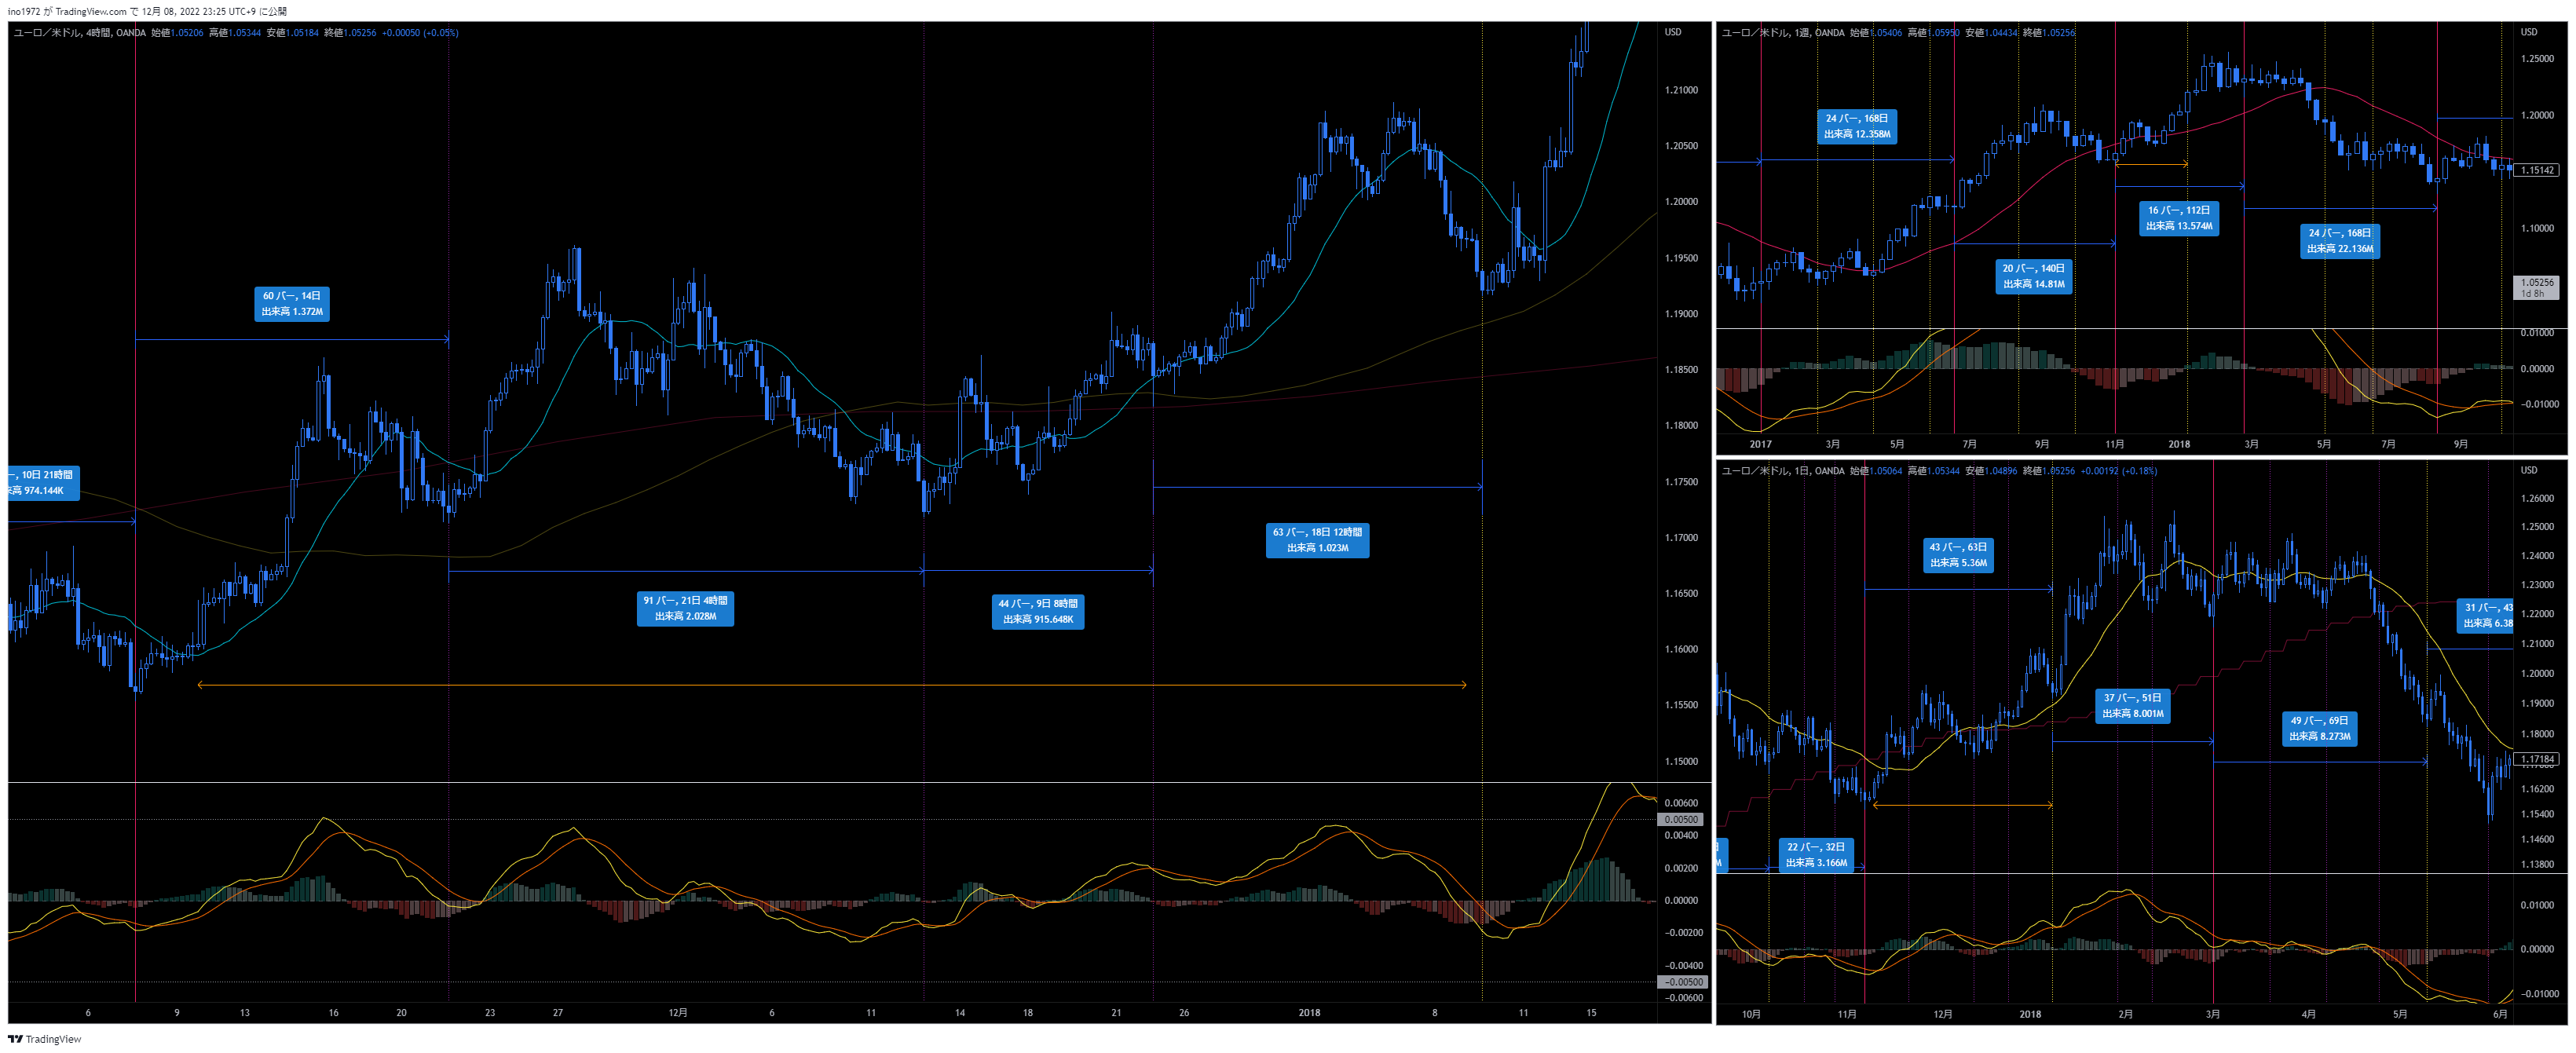 ino1972 が TradingView.com で 12月 08, 2022 23:25 UTC+9 に公開
ユーロ／米ドル, 4時間, OANDA 始値1.05206 高値1.05344 安値1.05184 終値1.05256 +0.00050 (+0.05%)
USD
1.21000
1.20500
1.20000
1.19500
1.19000
1.18500
1.18000
1.17500
1.17000
1.16500
1.16000
1.15500
1.15000
60 バー, 14日
出来高 1.372M
ー, 10日 21時間
高 974.144K
91 バー, 21日 4時間
出来高 2.028M
44 バー, 9日 8時間
出来高 915.648K
63 バー, 18日 12時間
出来高 1.023M
0.00600
0.00500
0.00400
0.00200
0.00000
−0.00200
−0.00400
−0.00500
−0.00600
6 9 13 16 20 23 27 12月 6 11 14 18 21 26 2018 8 11 15
ユーロ／米ドル, 1週, OANDA 始値1.05406 高値1.05950 安値1.04434 終値1.05256
USD
1.25000
1.20000
1.15142
1.10000
1.05256
1d 8h
24 バー, 168日
出来高 12.358M
20 バー, 140日
出来高 14.81M
16 バー, 112日
出来高 13.574M
24 バー, 168日
出来高 22.136M
0.01000
0.00000
−0.01000
2017 3月 5月 7月 9月 11月 2018 3月 5月 7月 9月
ユーロ／米ドル, 1日, OANDA 始値1.05064 高値1.05344 安値1.04896 終値1.05256 +0.00192 (+0.18%)
USD
1.26000
1.25000
1.24000
1.23000
1.22000
1.21000
1.20000
1.19000
1.18000
1.17184
1.16200
1.15400
1.14600
1.13800
43 バー, 63日
出来高 5.36M
31 バー, 43
出来高 6.38
37 バー, 51日
出来高 8.001M
49 バー, 69日
出来高 8.273M
日
M
22 バー, 32日
出来高 3.166M
0.01000
0.00000
−0.01000
10月 11月 12月 2018 2月 3月 4月 5月 6月
TradingView